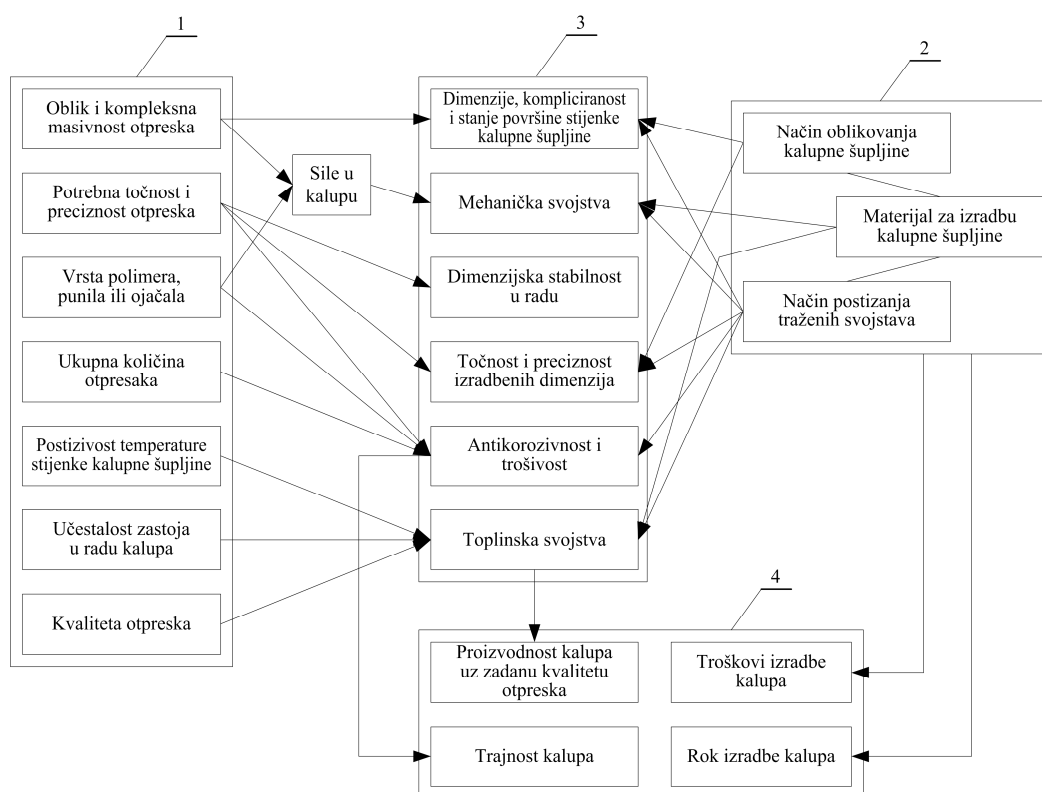 1
Oblik i kompleksna
masivnost otpreska
Potrebna točnost i
preciznost otpreska
Vrsta polimera,
punila ili ojačala
Ukupna količina
otpresaka
Postizivost temperature
stijenke kalupne šupljine
Učestalost zastoja
u radu kalupa
Kvaliteta otpreska
Sile u
kalupu
3
Dimenzije, kompliciranost
i stanje površine stijenke
kalupne šupljine
Mehanička svojstva
Dimenzijska stabilnost
u radu
Točnost i preciznost
izradbenih dimenzija
Antikorozivnost i
trošivost
Toplinska svojstva
2
Način oblikovanja
kalupne šupljine
Materijal za izradbu
kalupne šupljine
Način postizanja
traženih svojstava
4
Proizvodnost kalupa
uz zadanu kvalitetu
otpreska
Troškovi izradbe
kalupa
Trajnost kalupa
Rok izradbe kalupa